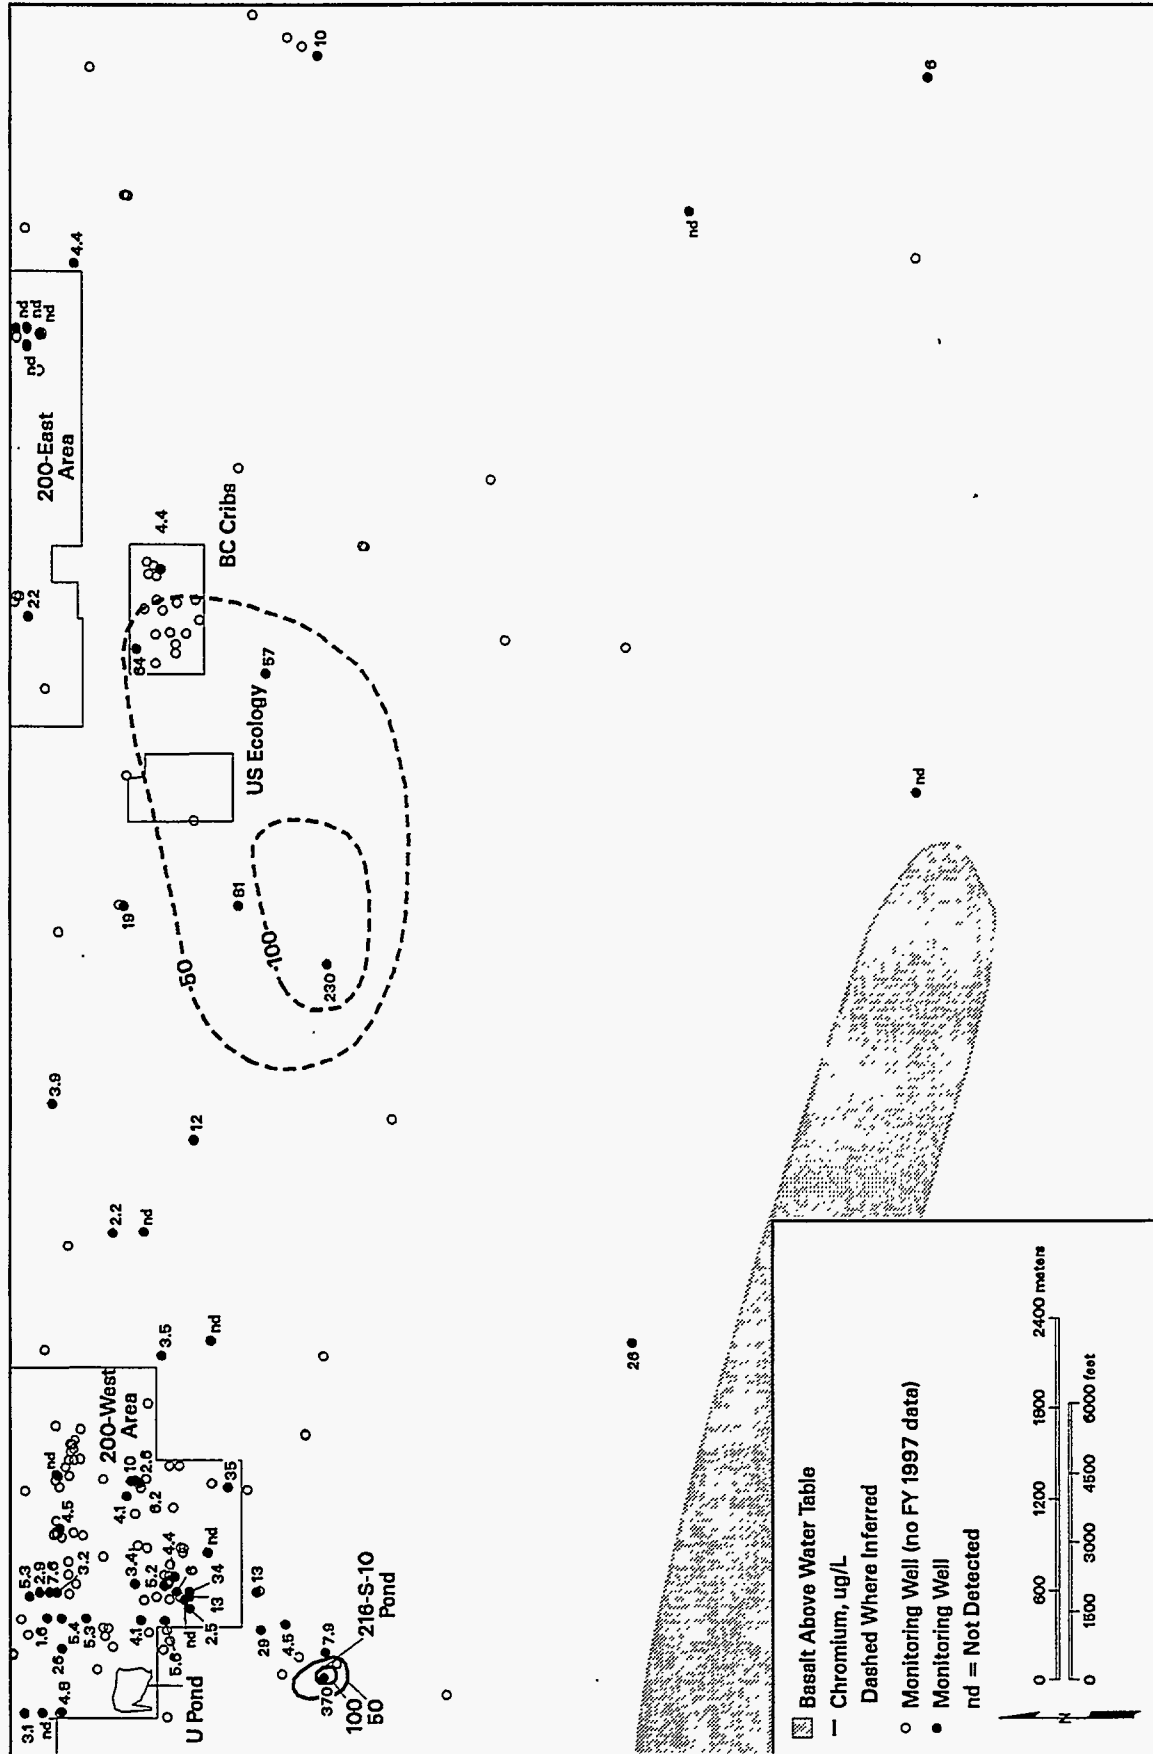 3.1
nd
4.9
26
1.6
5.4
5.3
5.3
2.9
7.6
3.2
4.5
nd
200-West
Area
4.1
10
2.6
6.2
3.4
5.2
4.4
4.1
5.6
nd
2.5
13
34
6
nd
35
U Pond
13
29
4.5
7.9
370
100
50
216-S-10
Pond
3.5
nd
2.2
nd
3.9
12
26
19
50
81
100
230
US Ecology
57
64
4.4
BC Cribs
22
200-East
Area
nd
nd
nd
nd
4.4
10
6
nd
nd
Basalt Above Water Table
Chromium, ug/L
Dashed Where Inferred
Monitoring Well (no FY 1997 data)
Monitoring Well
nd = Not Detected
0 600 1200 1800 2400 meters
0 1500 3000 4500 6000 feet
N